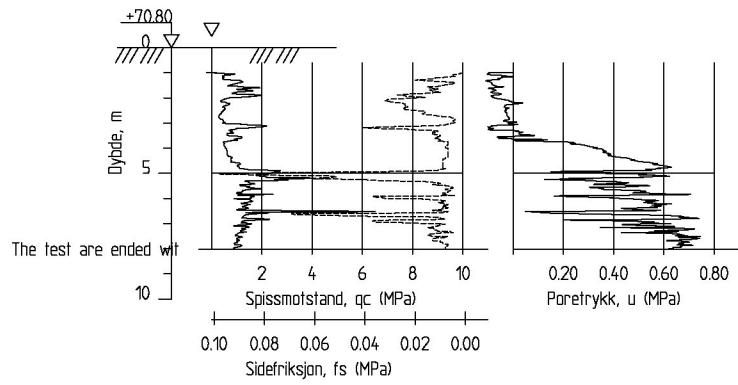 +70.80
0
Dybde, m
5
The test are ended wit
10
2 4 6 8 10
Spissmotstand, qc (MPa)
0.20 0.40 0.60 0.80
Poretrykk, u (MPa)
0.10 0.08 0.06 0.04 0.02 0.00
Sidefriksjon, fs (MPa)